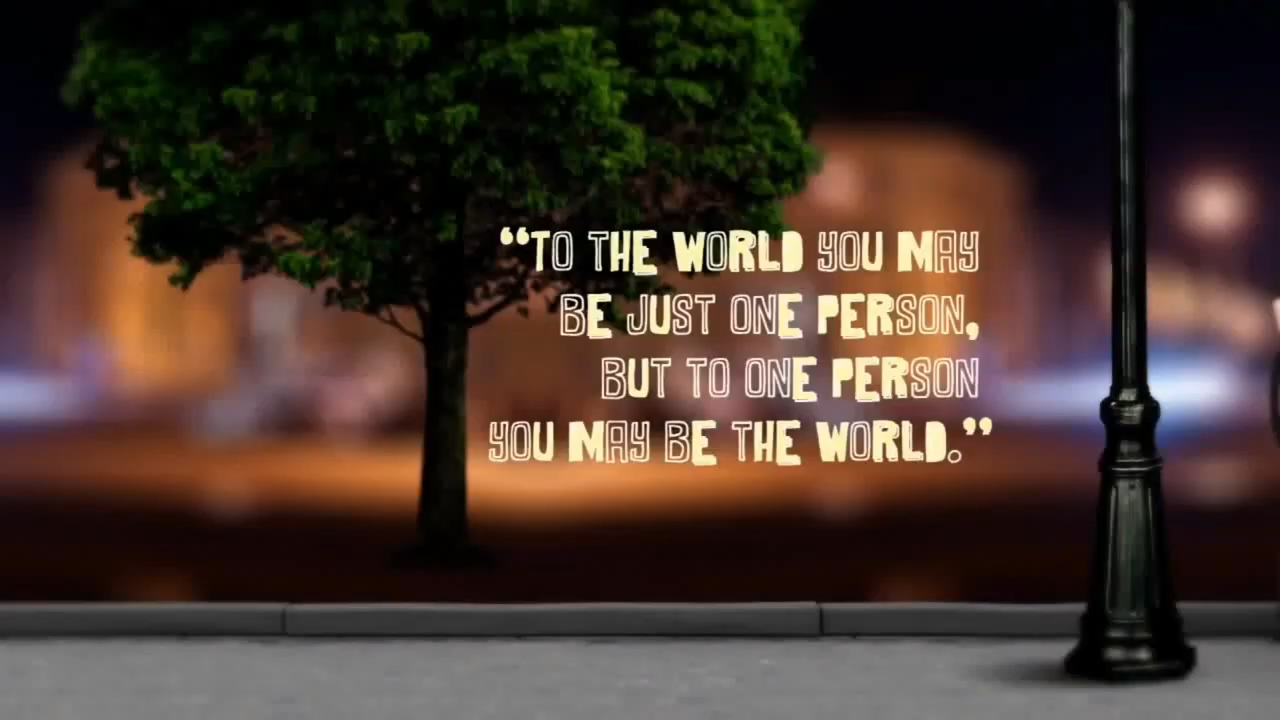 “TO THE WORLD YOU MAY
BE JUST ONE PERSON,
BUT TO ONE PERSON
YOU MAY BE THE WORLD.”